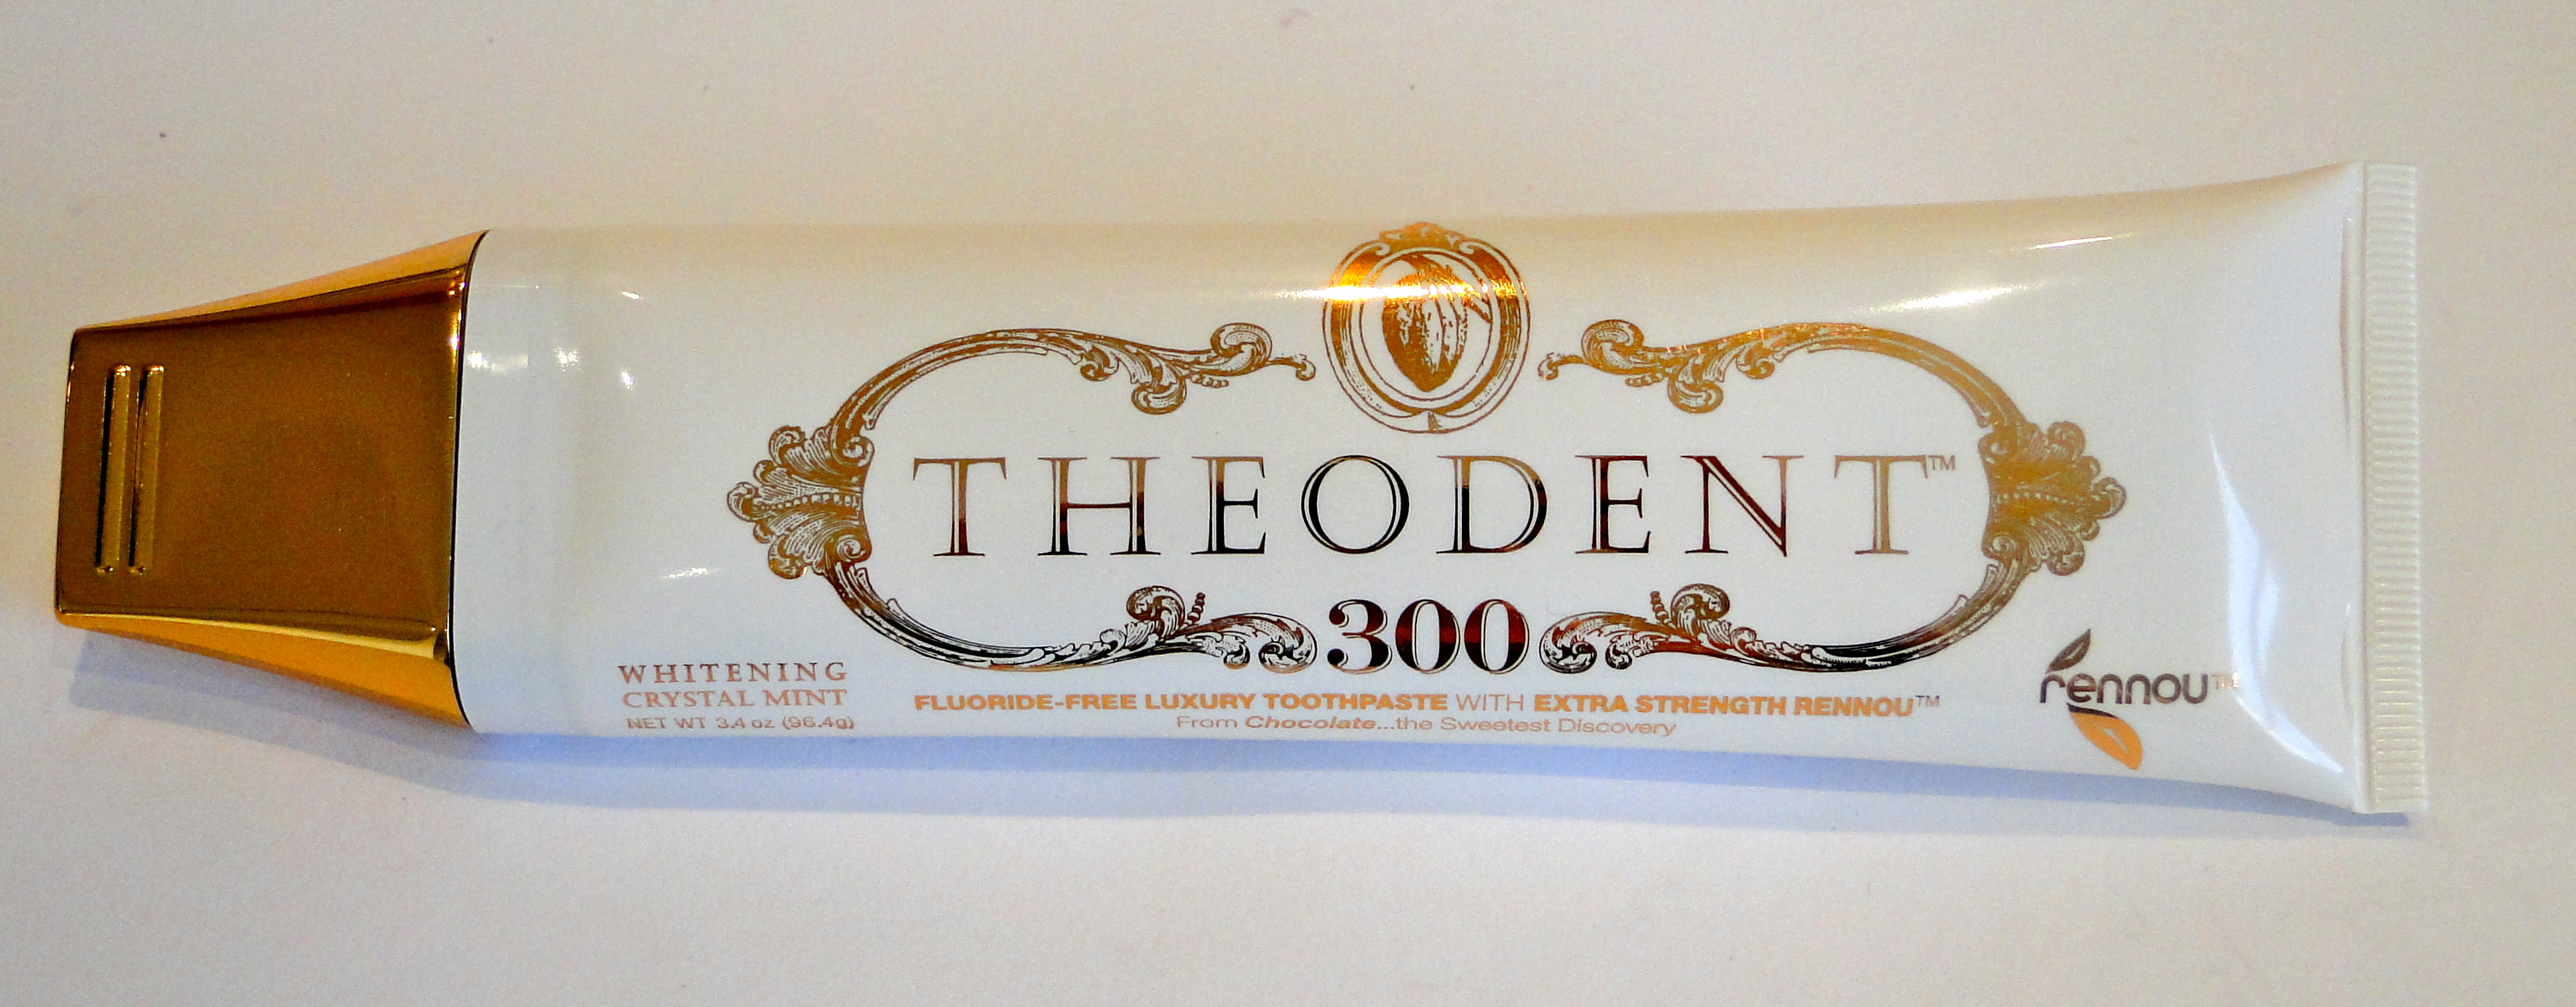 THEODENT™
300
WHITENING
CRYSTAL MINT
NET WT 3.4 oz (96.4g)
FLUORIDE-FREE LUXURY TOOTHPASTE WITH EXTRA STRENGTH RENNOU™
From Chocolate...the Sweetest Discovery
rennou™